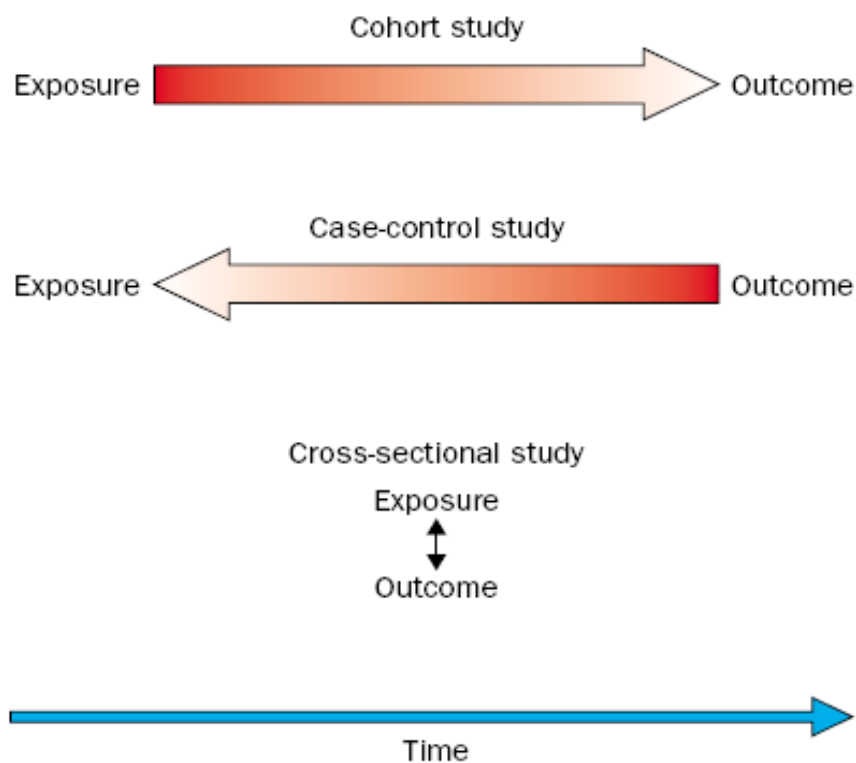 Cohort study
Exposure
Outcome
Case-control study
Exposure
Outcome
Cross-sectional study
Exposure
Outcome
Time